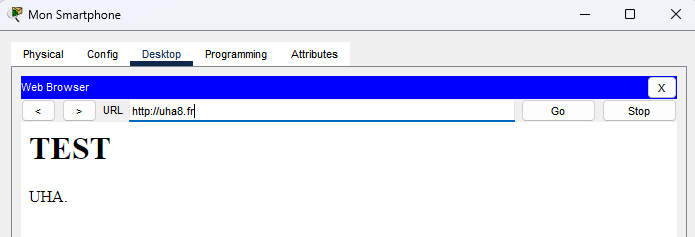 Mon Smartphone
Physical Config Desktop Programming Attributes
Web Browser X
< > URL http://uha8.fr Go Stop
TEST
UHA.